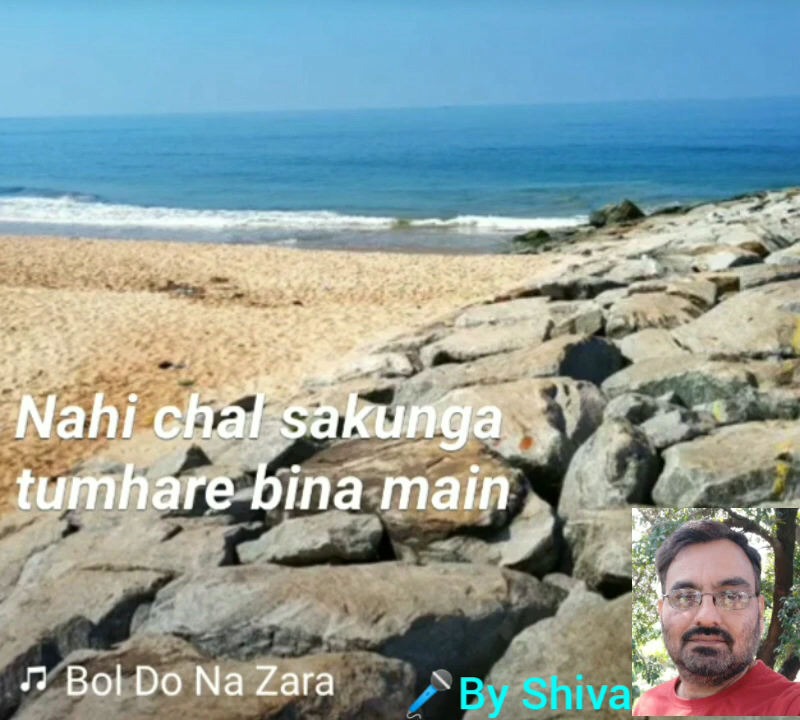 Nahi chal sakunga
tumhare bina main
♫ Bol Do Na Zara
🎤By Shiva